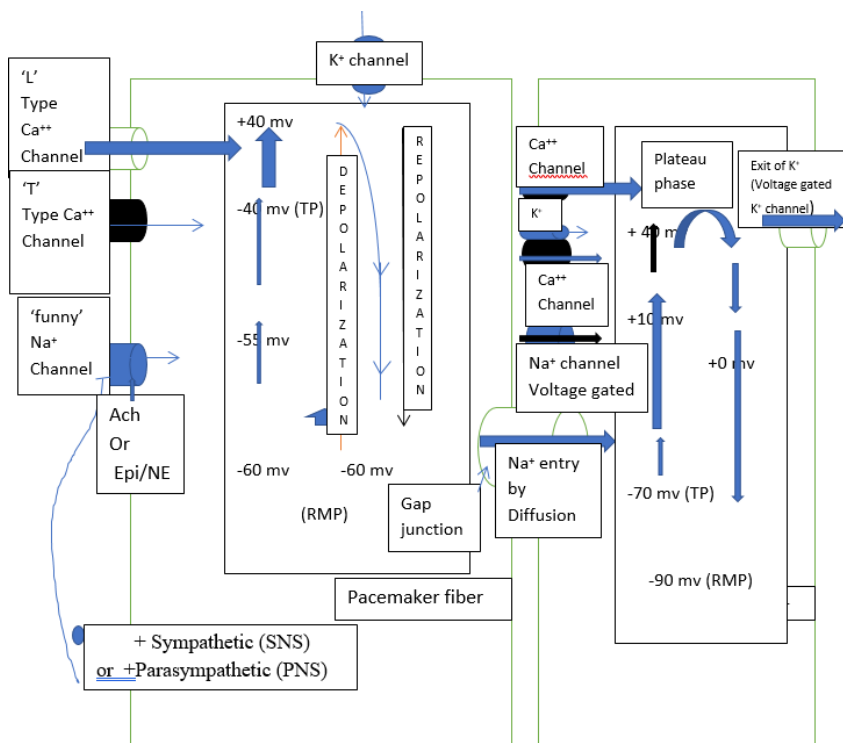 K⁺ channel
‘L’
Type
Ca⁺⁺
Channel
‘T’
Type Ca⁺⁺
Channel
‘funny’
Na⁺
Channel
Ach
Or
Epi/NE
+ Sympathetic (SNS)
or +Parasympathetic (PNS)
+40 mv
-40 mv (TP)
-55 mv
-60 mv
-60 mv
(RMP)
DEPOLARIZATION
REPOLARIZATION
Gap
junction
Pacemaker fiber
Ca⁺⁺
Channel
K⁺
Ca⁺⁺
Channel
Na⁺ channel
Voltage gated
Na⁺ entry
by
Diffusion
Plateau
phase
+ 40 mv
+10 mv
+0 mv
-70 mv (TP)
-90 mv (RMP)
Exit of K⁺
(Voltage gated
K⁺ channel)